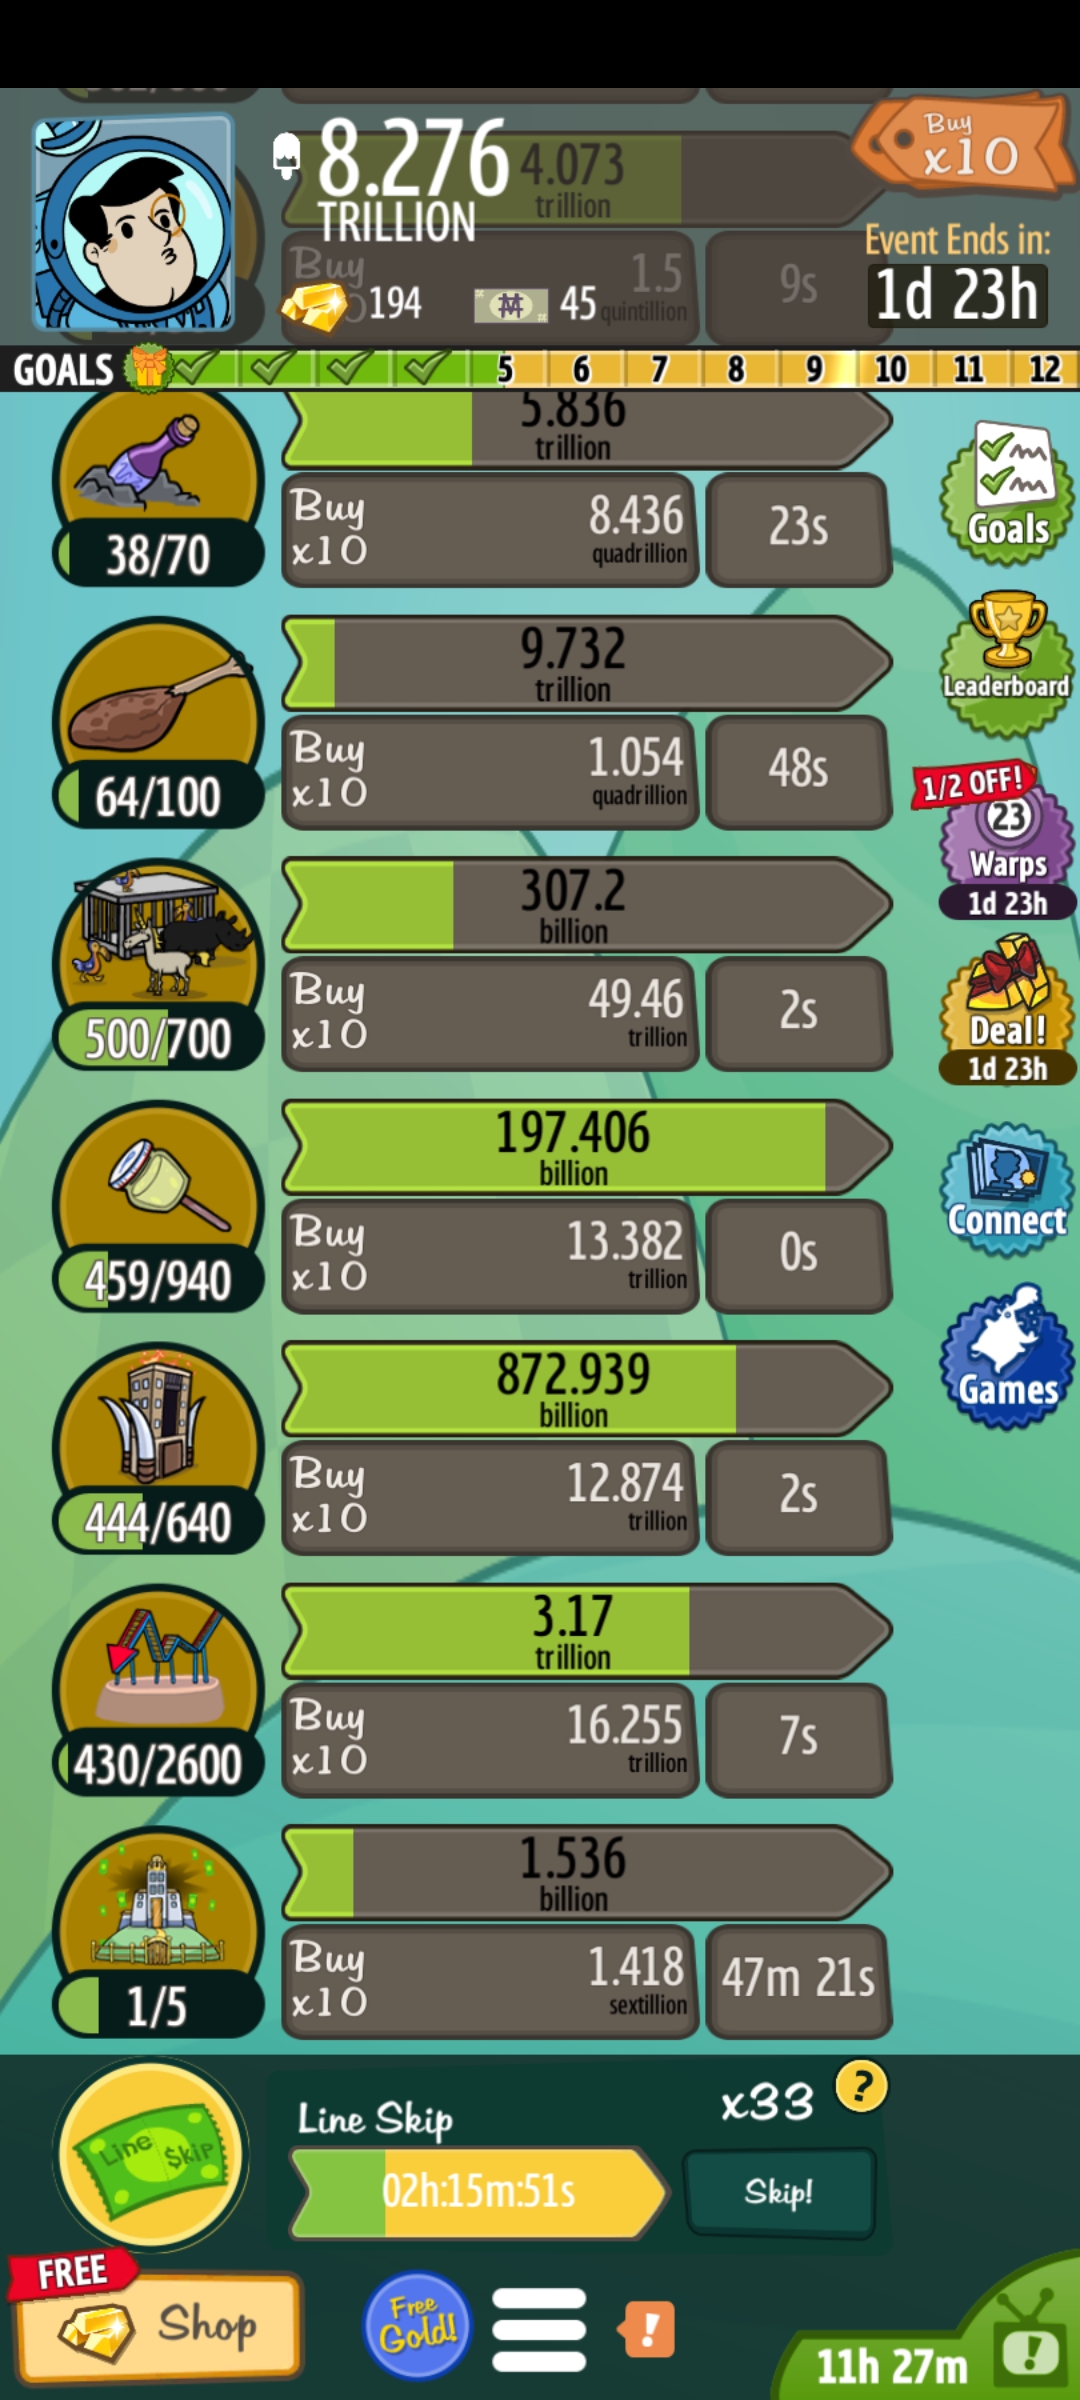 8.276
TRILLION
4.073
trillion
Buy
x10
Event Ends in:
1d 23h
Buy
1.5
quintillion
9s
194
45
GOALS
5 6 7 8 9 10 11 12
5.836
trillion
38/70
Buy
x10
8.436
quadrillion
23s
Goals
9.732
trillion
64/100
Buy
x10
1.054
quadrillion
48s
Leaderboard
1/2 OFF!
23
Warps
1d 23h
307.2
billion
500/700
Buy
x10
49.46
trillion
2s
Deal!
1d 23h
197.406
billion
459/940
Buy
x10
13.382
trillion
0s
Connect
872.939
billion
444/640
Buy
x10
12.874
trillion
2s
Games
3.17
trillion
430/2600
Buy
x10
16.255
trillion
7s
1.536
billion
1/5
Buy
x10
1.418
sextillion
47m 21s
Line $kip
Line Skip
x33
?
02h:15m:51s
Skip!
FREE
Shop
Free
Gold!
!
11h 27m
!